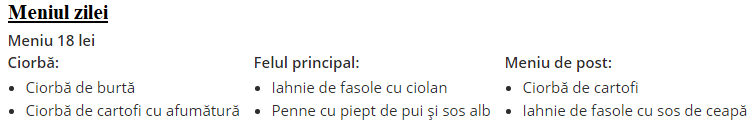 Meniul zilei
Meniu 18 lei
Ciorbă:
• Ciorbă de burtă
• Ciorbă de cartofi cu afumătură
Felul principal:
• Iahnie de fasole cu ciolan
• Penne cu piept de pui și sos alb
Meniu de post:
• Ciorbă de cartofi
• Iahnie de fasole cu sos de ceapă